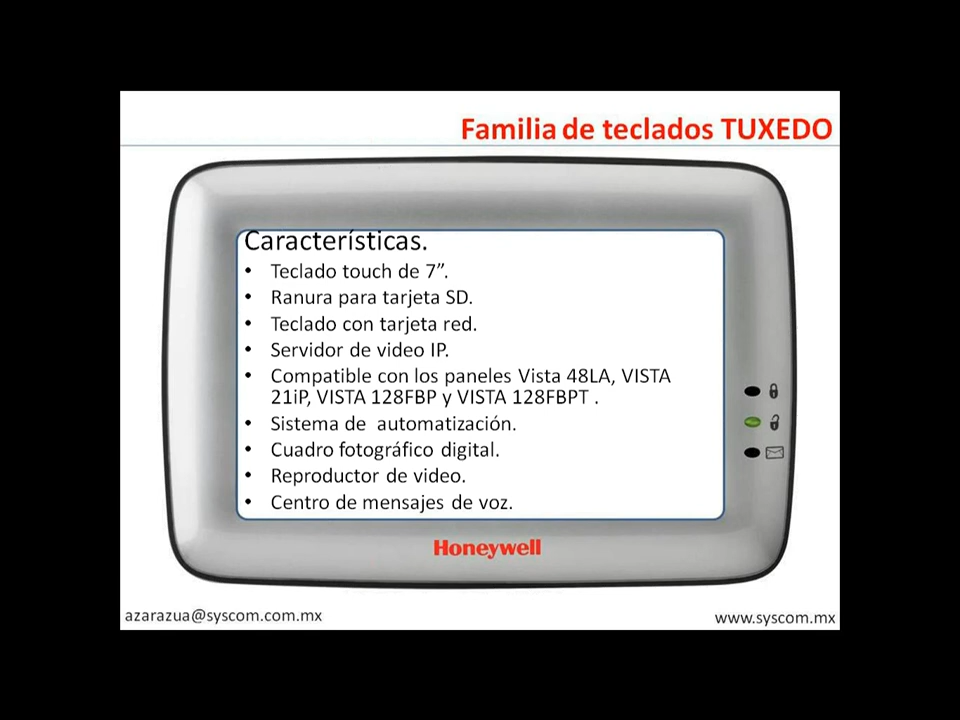 Familia de teclados TUXEDO
Características.
• Teclado touch de 7”.
• Ranura para tarjeta SD.
• Teclado con tarjeta red.
• Servidor de video IP.
• Compatible con los paneles Vista 48LA, VISTA
21iP, VISTA 128FBP y VISTA 128FBPT .
• Sistema de  automatización.
• Cuadro fotográfico digital.
• Reproductor de video.
• Centro de mensajes de voz.
Honeywell
azarazua@syscom.com.mx
www.syscom.mx